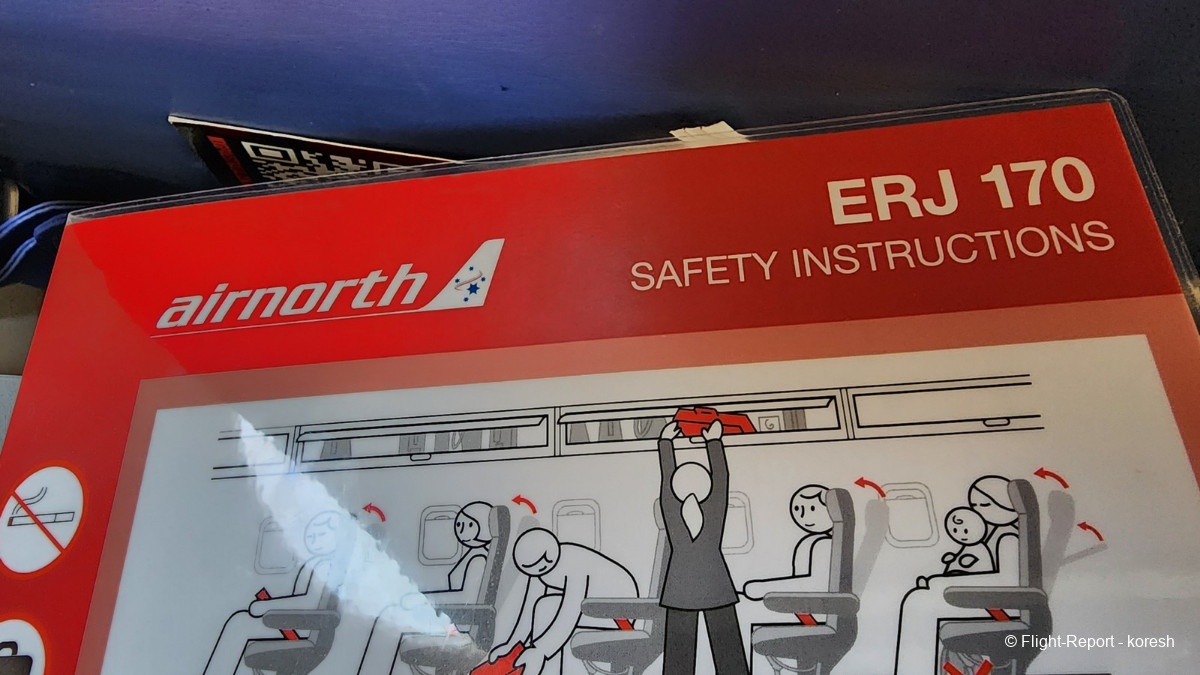 ERJ 170
SAFETY INSTRUCTIONS
airnorth
© Flight-Report - koresh